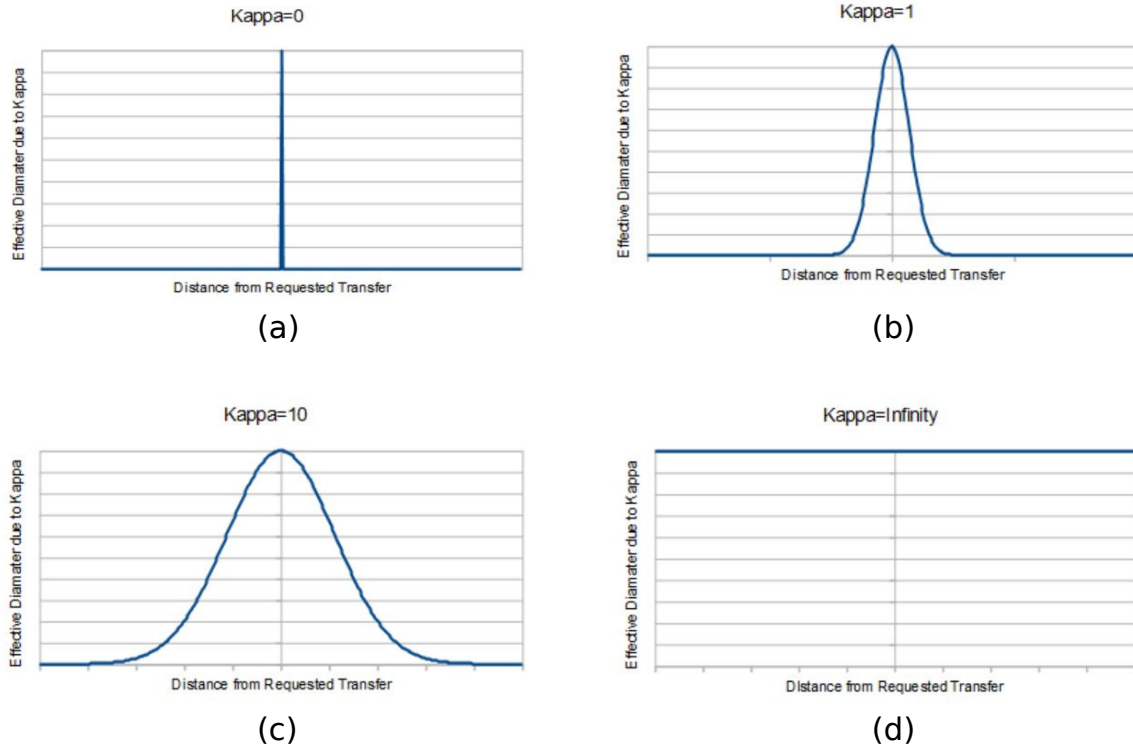 Kappa=0
Effective Diamater due to Kappa
Distance from Requested Transfer
(a)
Kappa=1
Effective Diamater due to Kappa
Distance from Requested Transfer
(b)
Kappa=10
Effective Diamater due to Kappa
Distance from Requested Transfer
(c)
Kappa=Infinity
Effective Diamater due to Kappa
Distance from Requested Transfer
(d)